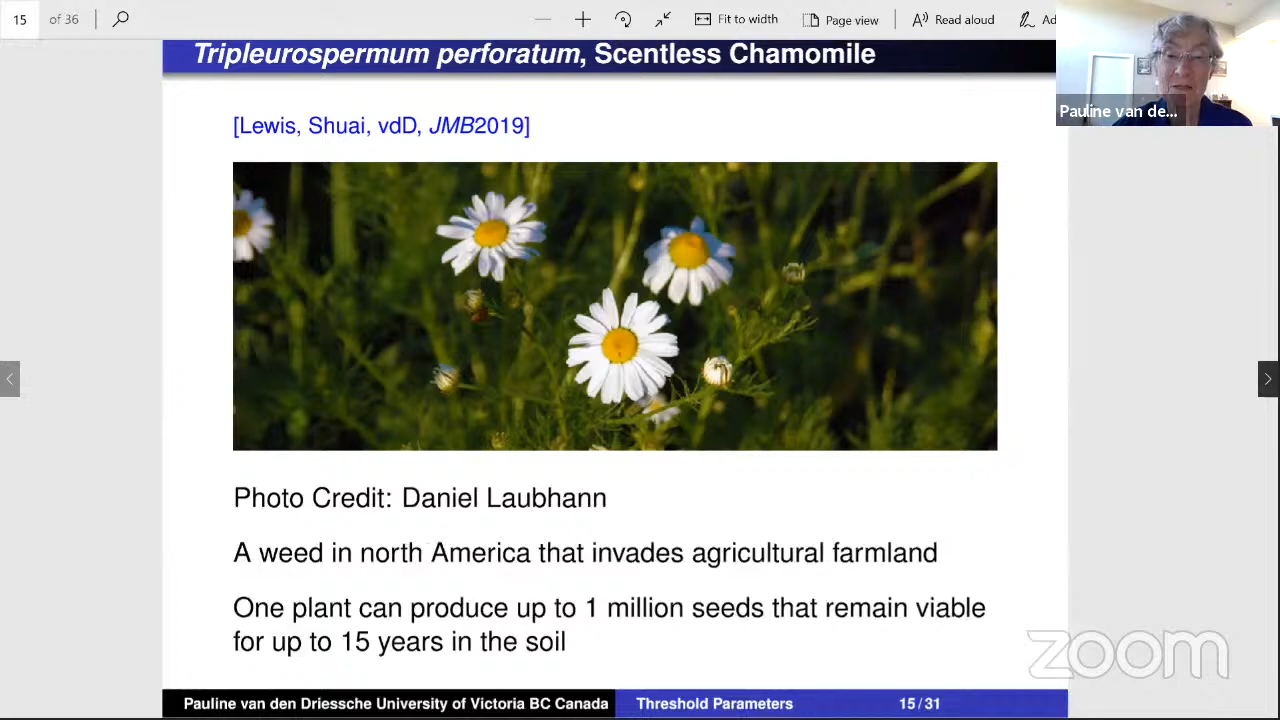 15 of 36 Fit to width Page view Read aloud
Tripleurospermum perforatum, Scentless Chamomile
Pauline van de...
[Lewis, Shuai, vdD, JMB2019]
Photo Credit: Daniel Laubhann
A weed in north America that invades agricultural farmland
One plant can produce up to 1 million seeds that remain viable
for up to 15 years in the soil
zoom
Pauline van den Driessche University of Victoria BC Canada Threshold Parameters 15/31